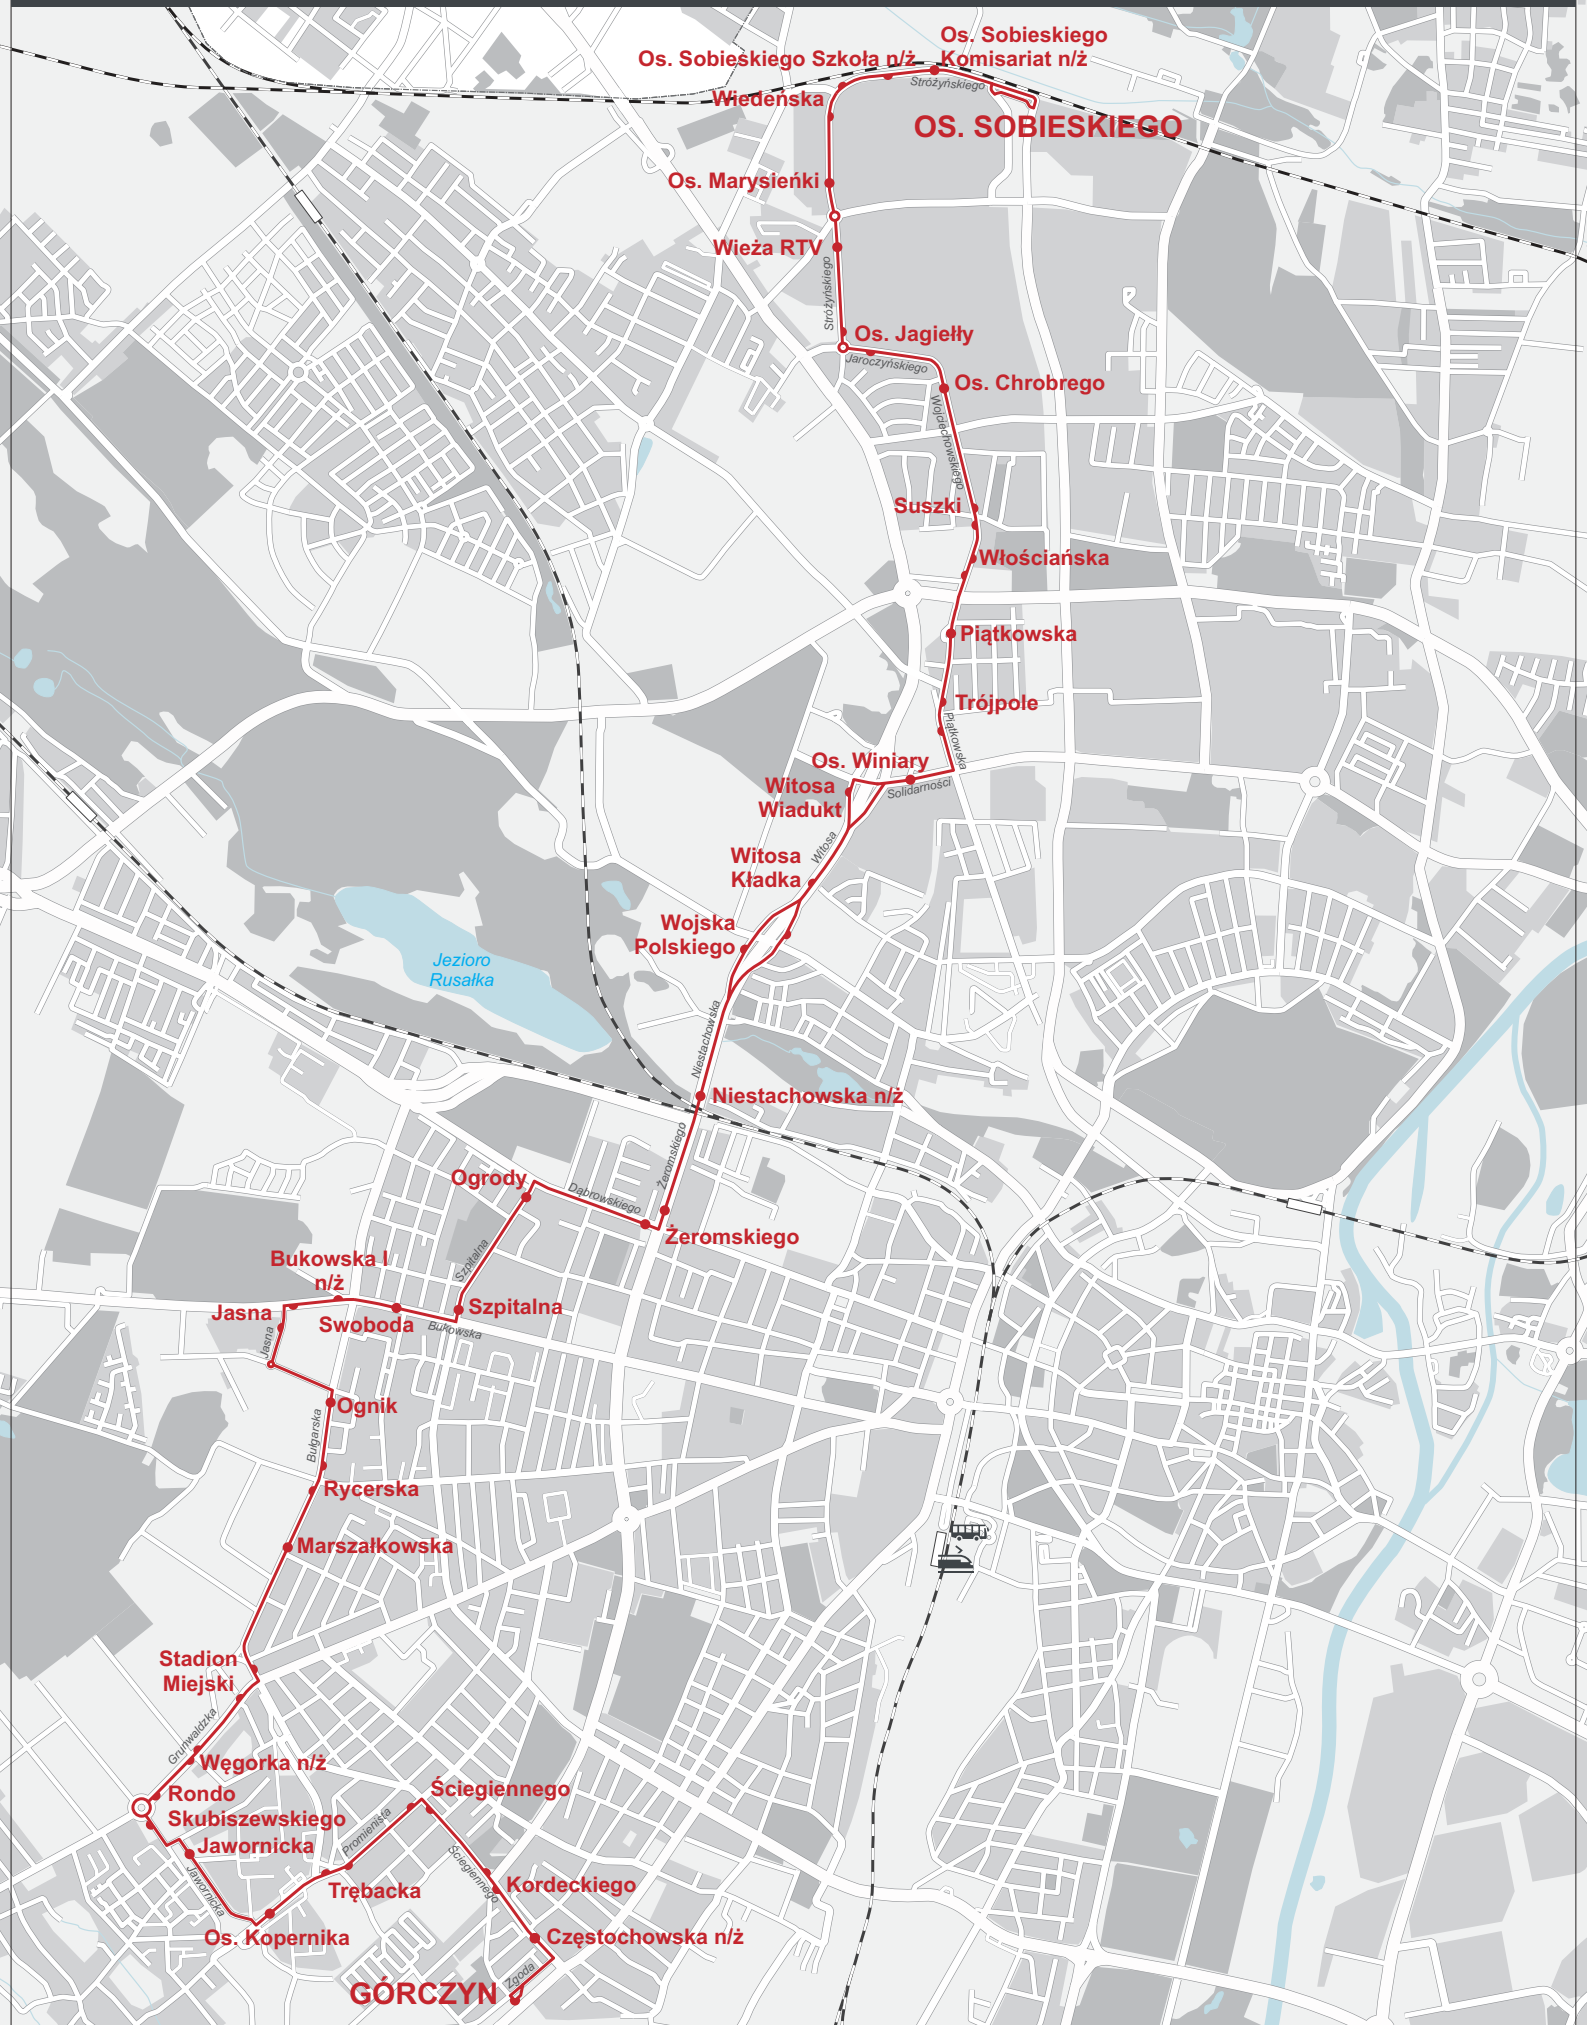 Os. Sobieskiego
Komisariat n/ż
Os. Sobieskiego Szkoła n/ż
Stróżyńskiego
Wiedeńska
OS. SOBIESKIEGO
Os. Marysieńki
Wieża RTV
Stróżyńskiego
Os. Jagiełły
Jaroczyńskiego
Os. Chrobrego
Wojciechowskiego
Suszki
Włościańska
Piątkowska
Trójpole
Piątkowska
Os. Winiary
Solidarności
Witosa
Wiadukt
Witosa
Witosa
Kładka
Wojska
Polskiego
Jezioro
Rusałka
Niestachowska
Niestachowska n/ż
Żeromskiego
Ogrody
Dąbrowskiego
Żeromskiego
Szpitalna
Bukowska I
n/ż
Jasna
Swoboda
Szpitalna
Bukowska
Jasna
Ognik
Bułgarska
Rycerska
Marszałkowska
Stadion
Miejski
Grunwaldzka
Węgorka n/ż
Rondo
Skubiszewskiego
Ściegiennego
Promienista
Jawornicka
Jawornicka
Ściegiennego
Trębacka
Kordeckiego
Os. Kopernika
Częstochowska n/ż
Zgoda
GÓRCZYN